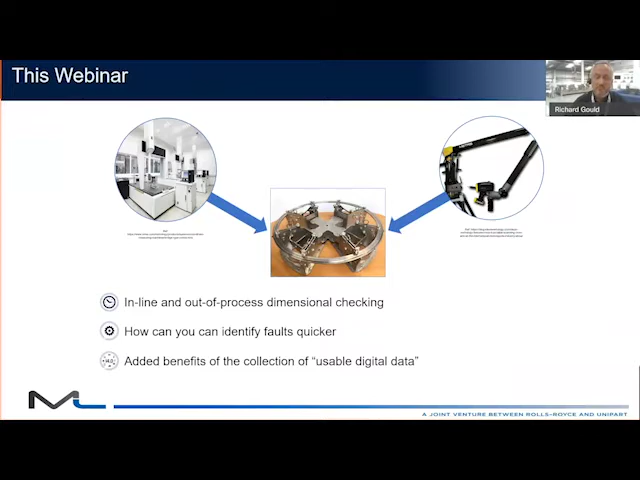 This Webinar
Richard Gould
In-line and out-of-process dimensional checking
How can you can identify faults quicker
Added benefits of the collection of “usable digital data”
A JOINT VENTURE BETWEEN ROLLS-ROYCE AND UNIPART